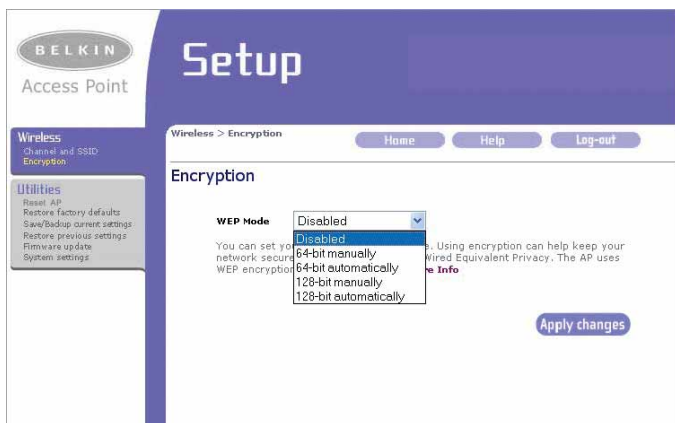 BELKIN
Access Point
Setup
Wireless
Channel and SSID
Encryption
Utilities
Reset AP
Restore factory defaults
Save/Backup current settings
Restore previous settings
Firmware update
System settings
Wireless > Encryption
Home
Help
Log-out
Encryption
WEP Mode
Disabled
Disabled
64-bit manually
64-bit automatically
128-bit manually
128-bit automatically
You can set Using encryption can help keep your
network secure Wired Equivalent Privacy. The AP uses
WEP encryption Info
Apply changes